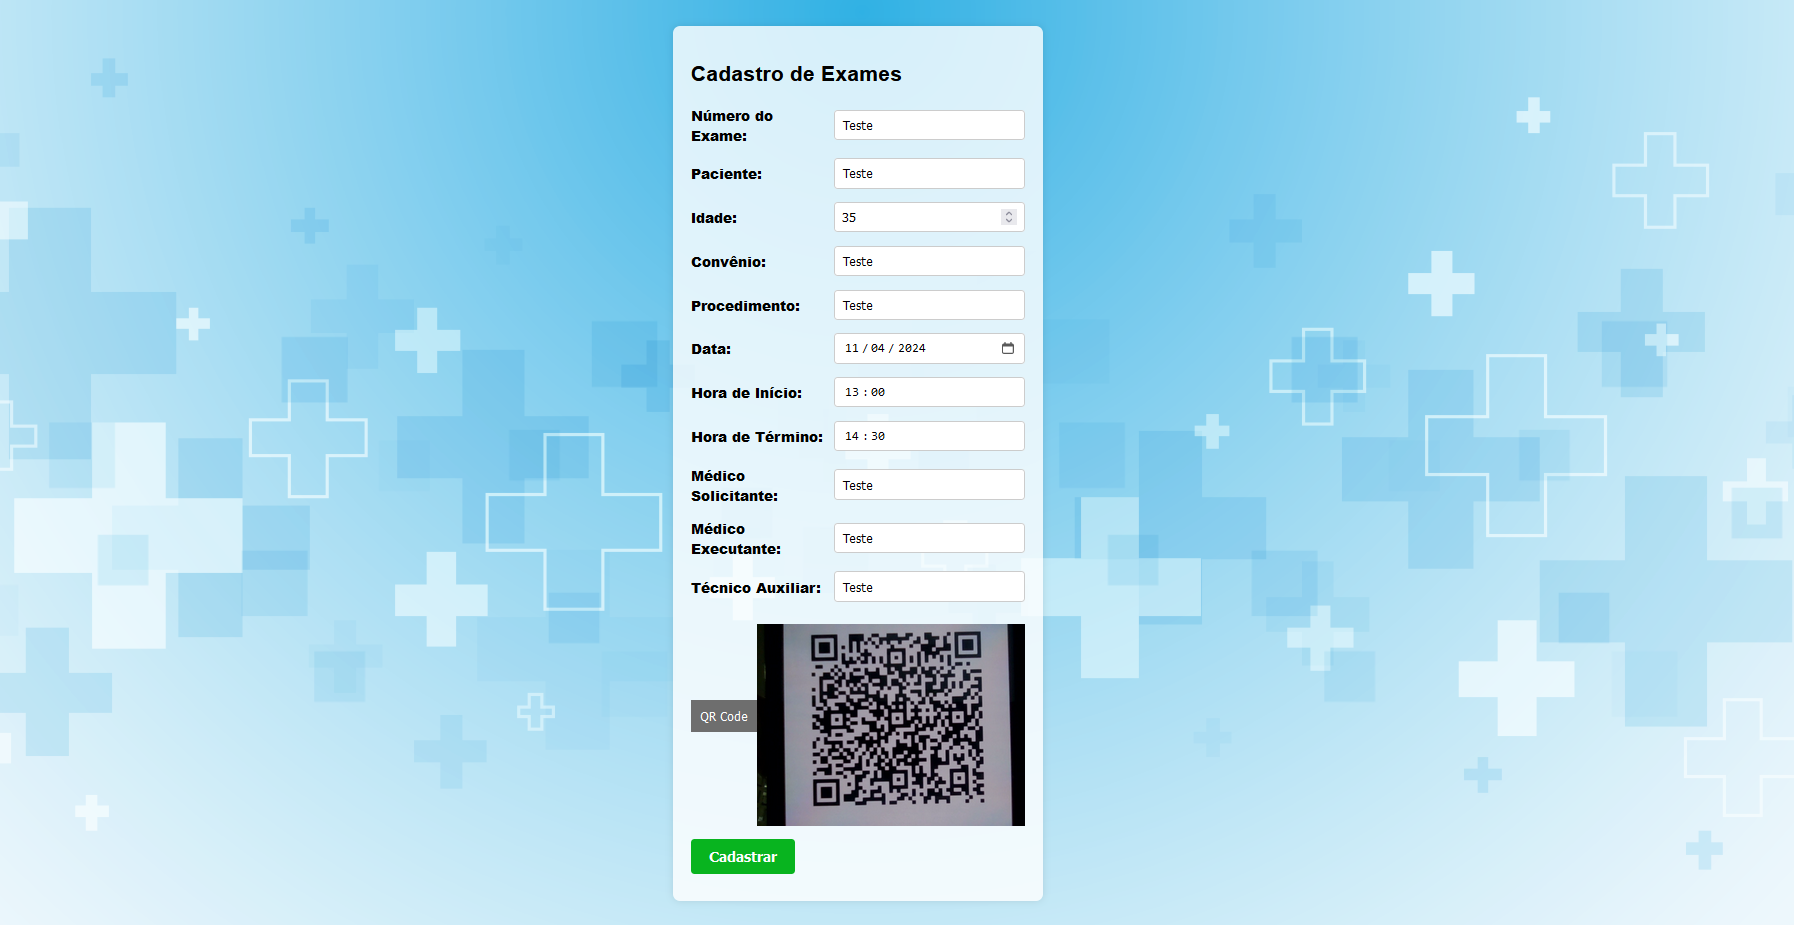 Cadastro de Exames
Número do
Exame:
Teste
Paciente:
Teste
Idade:
35
Convênio:
Teste
Procedimento:
Teste
Data:
11 / 04 / 2024
Hora de Início:
13 : 00
Hora de Término:
14 : 30
Médico
Solicitante:
Teste
Médico
Executante:
Teste
Técnico Auxiliar:
Teste
QR Code
Cadastrar